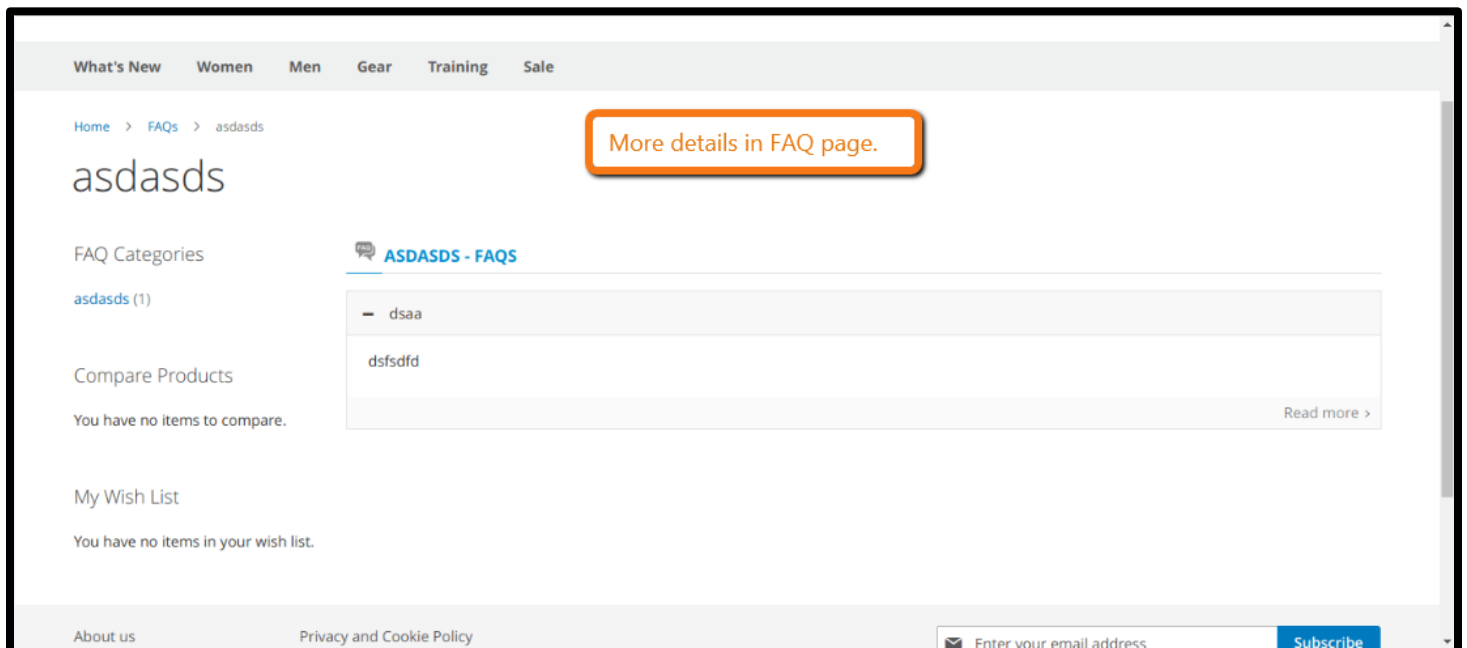 What's New Women Men Gear Training Sale
Home > FAQs > asdasds
More details in FAQ page.
asdasds
FAQ Categories
asdasds (1)
Compare Products
You have no items to compare.
My Wish List
You have no items in your wish list.
FAQ
ASDASDS - FAQS
dsaa
dsfsdfd
Read more >
About us
Privacy and Cookie Policy
Enter your email address
Subscribe